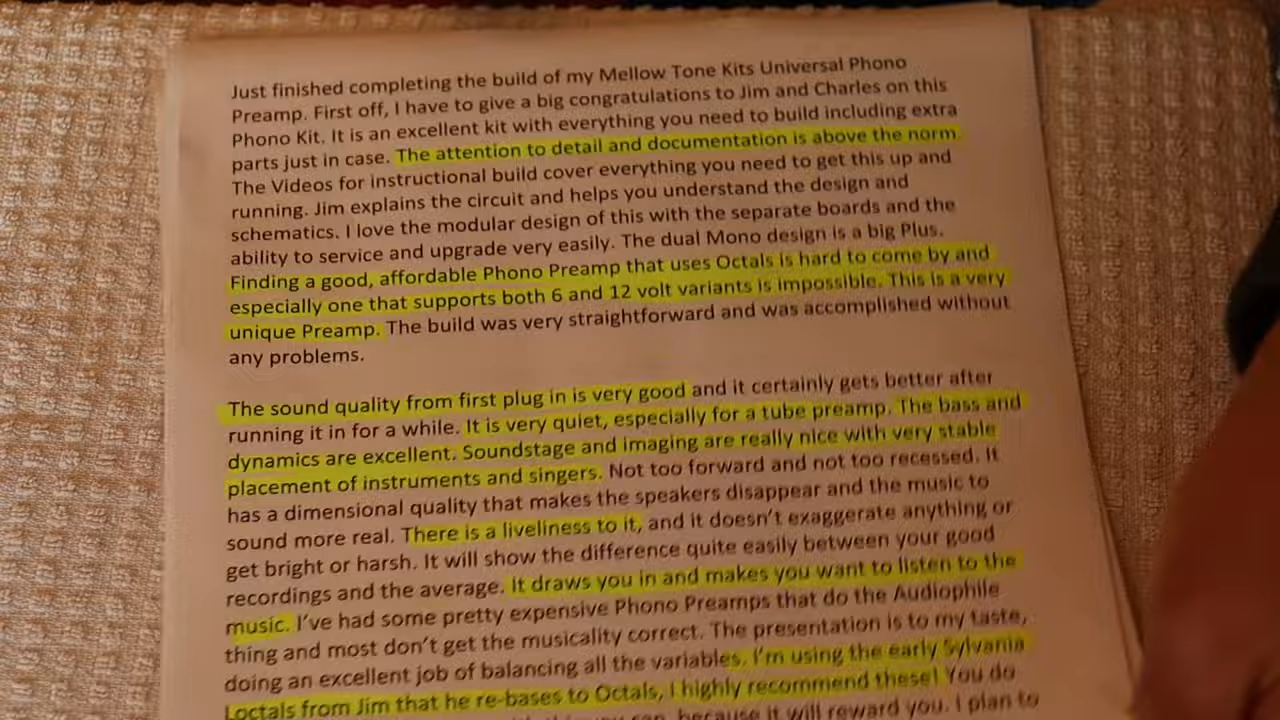 Just finished completing the build of my Mellow Tone Kits Universal Phono
Preamp. First off, I have to give a big congratulations to Jim and Charles on this
Phono Kit. It is an excellent kit with everything you need to build including extra
parts just in case. The attention to detail and documentation is above the norm.
The Videos for instructional build cover everything you need to get this up and
running. Jim explains the circuit and helps you understand the design and
schematics. I love the modular design of this with the separate boards and the
ability to service and upgrade very easily. The dual Mono design is a big Plus.
Finding a good, affordable Phono Preamp that uses Octals is hard to come by and
especially one that supports both 6 and 12 volt variants is impossible. This is a very
unique Preamp. The build was very straightforward and was accomplished without
any problems.
The sound quality from first plug in is very good and it certainly gets better after
running it in for a while. It is very quiet, especially for a tube preamp. The bass and
dynamics are excellent. Soundstage and imaging are really nice with very stable
placement of instruments and singers. Not too forward and not too recessed. It
has a dimensional quality that makes the speakers disappear and the music to
sound more real. There is a liveliness to it, and it doesn't exaggerate anything or
get bright or harsh. It will show the difference quite easily between your good
recordings and the average. It draws you in and makes you want to listen to the
music. I've had some pretty expensive Phono Preamps that do the Audiophile
thing and most don't get the musicality correct. The presentation is to my taste,
doing an excellent job of balancing all the variables. I'm using the early Sylvania
Loctals from Jim that he re-bases to Octals, I highly recommend these! You do
because it will reward you. I plan to